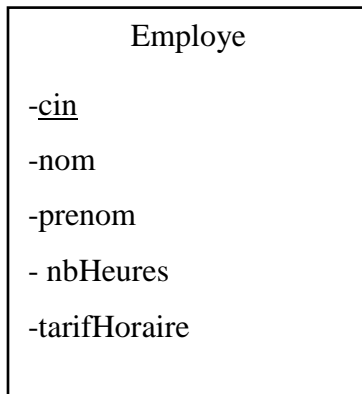 Employe
-cin
-nom
-prenom
- nbHeures
-tarifHoraire